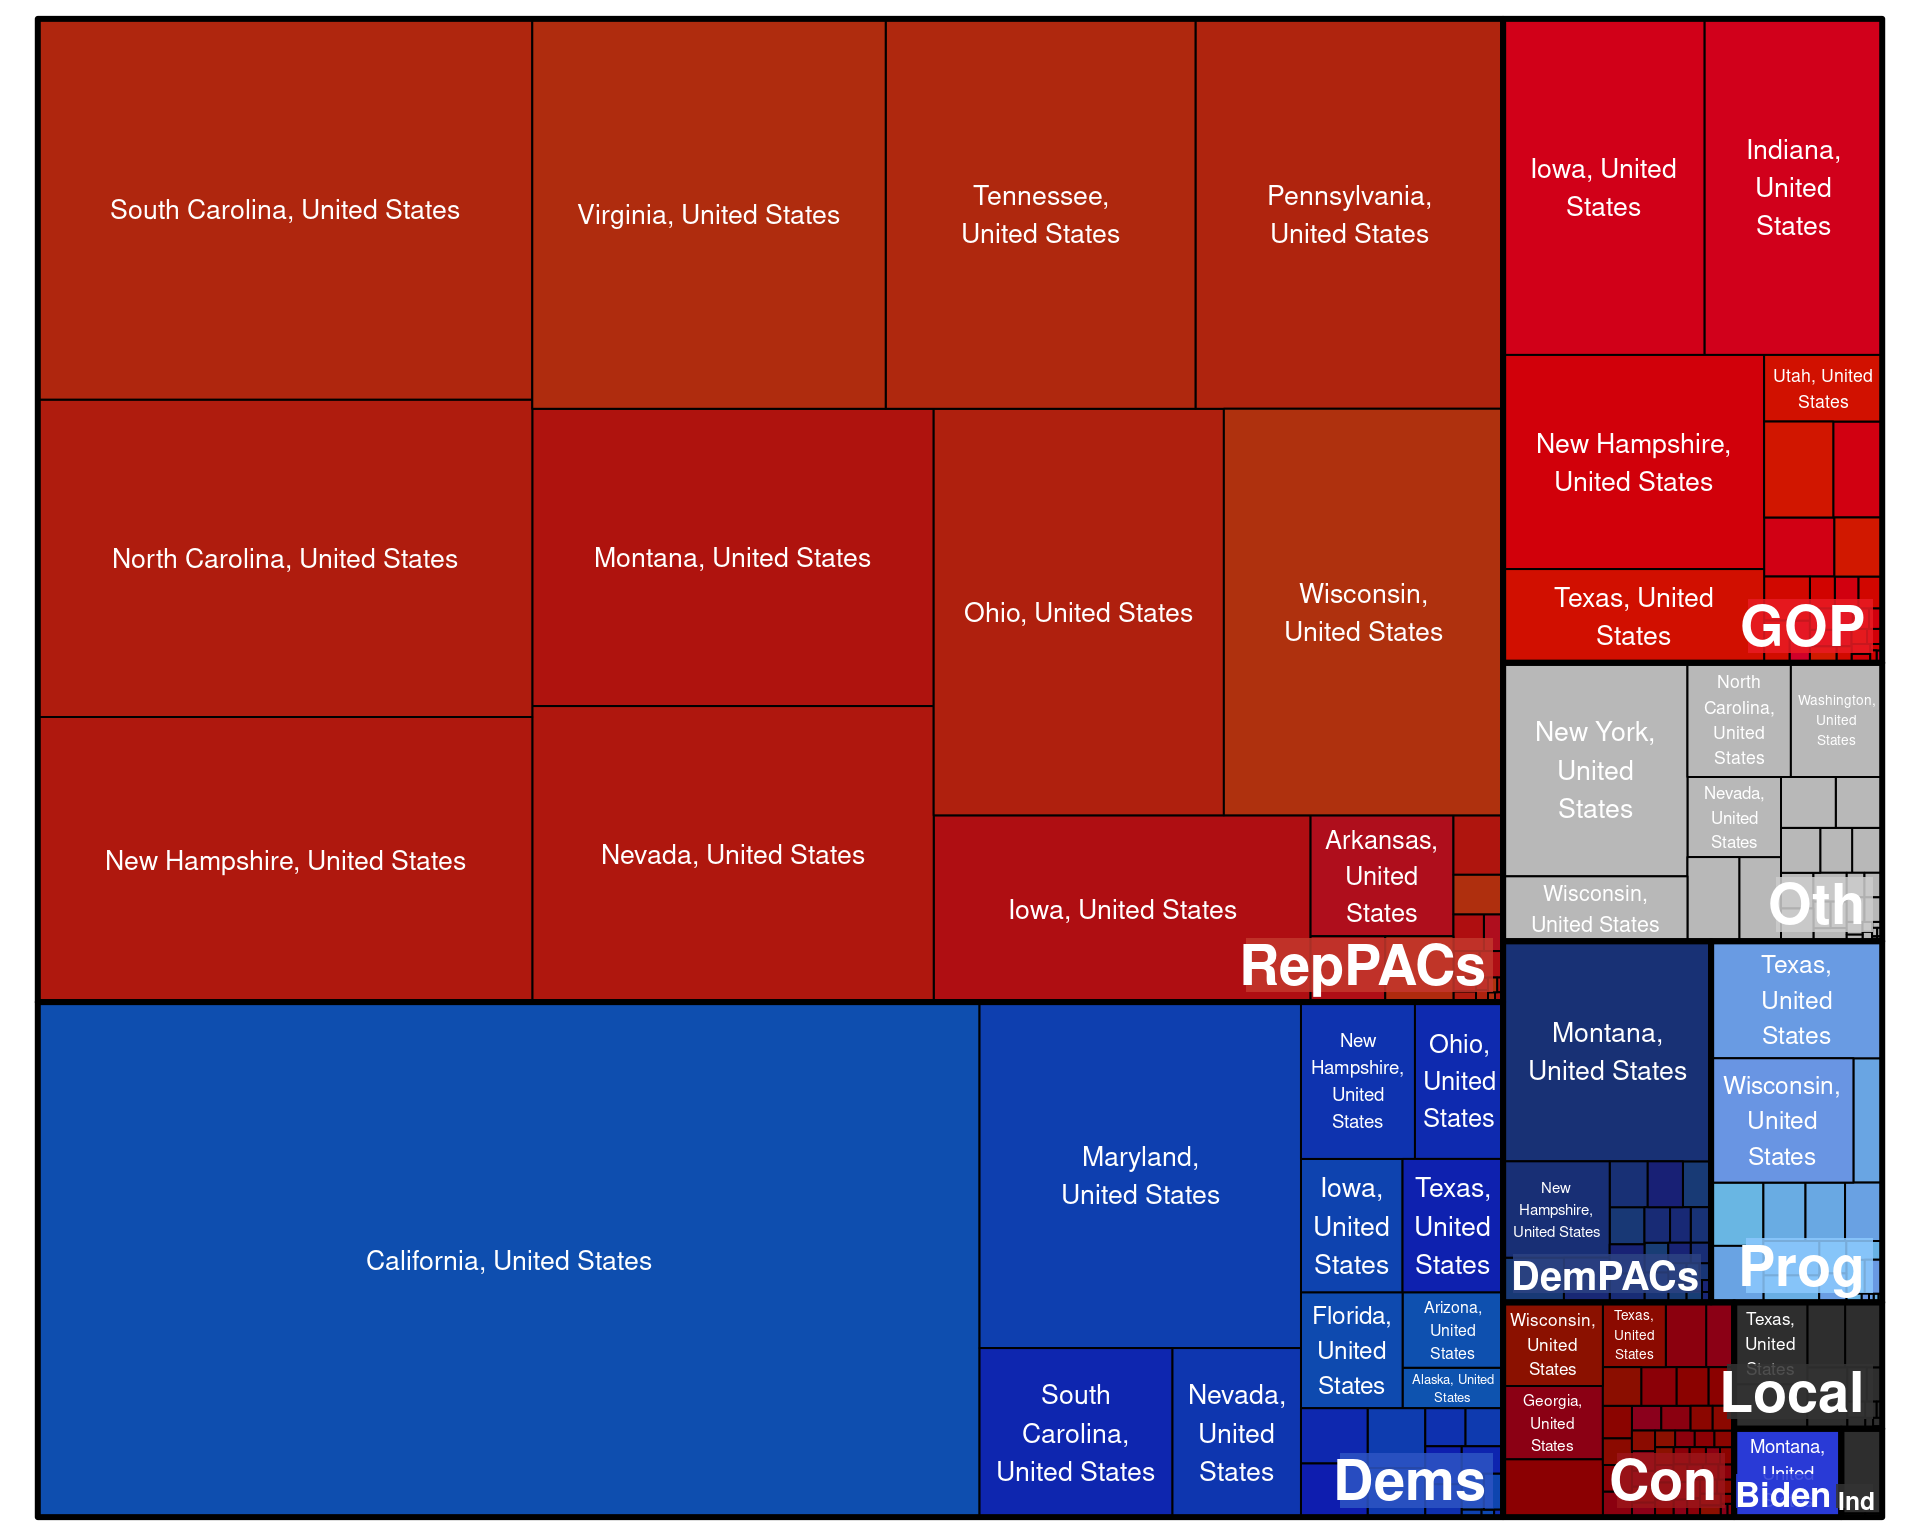 South Carolina, United States
Virginia, United States
Tennessee,
United States
Pennsylvania,
United States
North Carolina, United States
Montana, United States
Ohio, United States
Wisconsin,
United States
New Hampshire, United States
Nevada, United States
Iowa, United States
Arkansas,
United
States
RepPACs
Iowa, United
States
Indiana,
United
States
New Hampshire,
United States
Utah, United
States
Texas, United
States
GOP
New York,
United
States
North
Carolina,
United
States
Washington,
United
States
Nevada,
United
States
Wisconsin,
United States
Oth
California, United States
Maryland,
United States
South
Carolina,
United States
Nevada,
United
States
New
Hampshire,
United
States
Ohio,
United
States
Iowa,
United
States
Texas,
United
States
Florida,
United
States
Arizona,
United
States
Alaska, United
States
Dems
Montana,
United States
New
Hampshire,
United States
DemPACs
Texas,
United
States
Wisconsin,
United
States
Prog
Wisconsin,
United
States
Texas,
United
States
Georgia,
United
States
Con
Texas,
United
States
Local
Montana,
United
Biden
Ind